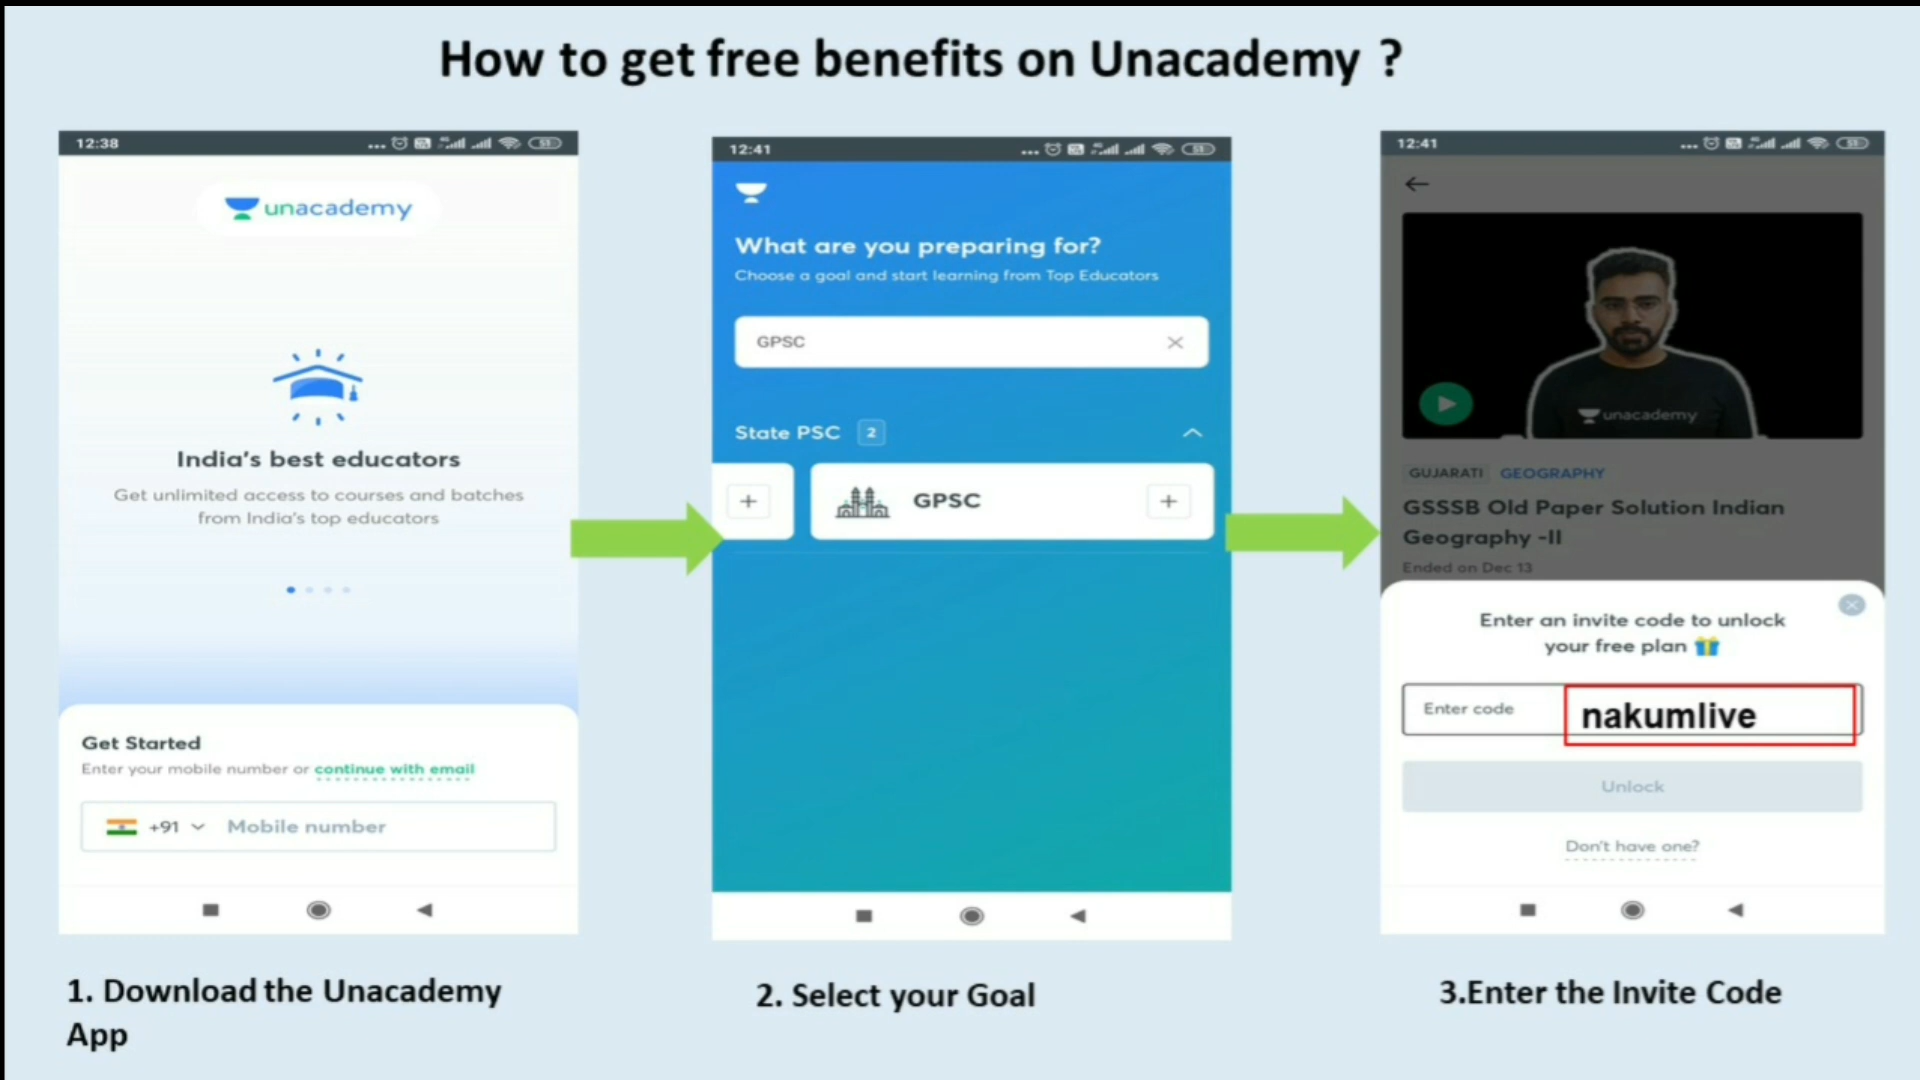 How to get free benefits on Unacademy ?
12:38
53
unacademy
India's best educators
Get unlimited access to courses and batches
from India's top educators
Get Started
Enter your mobile number or continue with email
+91 Mobile number
1. Download the Unacademy
App
12:41
53
What are you preparing for?
Choose a goal and start learning from Top Educators
GPSC
State PSC 2
+ GPSC +
2. Select your Goal
12:41
53
unacademy
GUJARATI GEOGRAPHY
GSSSB Old Paper Solution Indian
Geography -II
Ended on Dec 13
Enter an invite code to unlock
your free plan
Enter code nakumlive
Unlock
Don't have one?
3.Enter the Invite Code